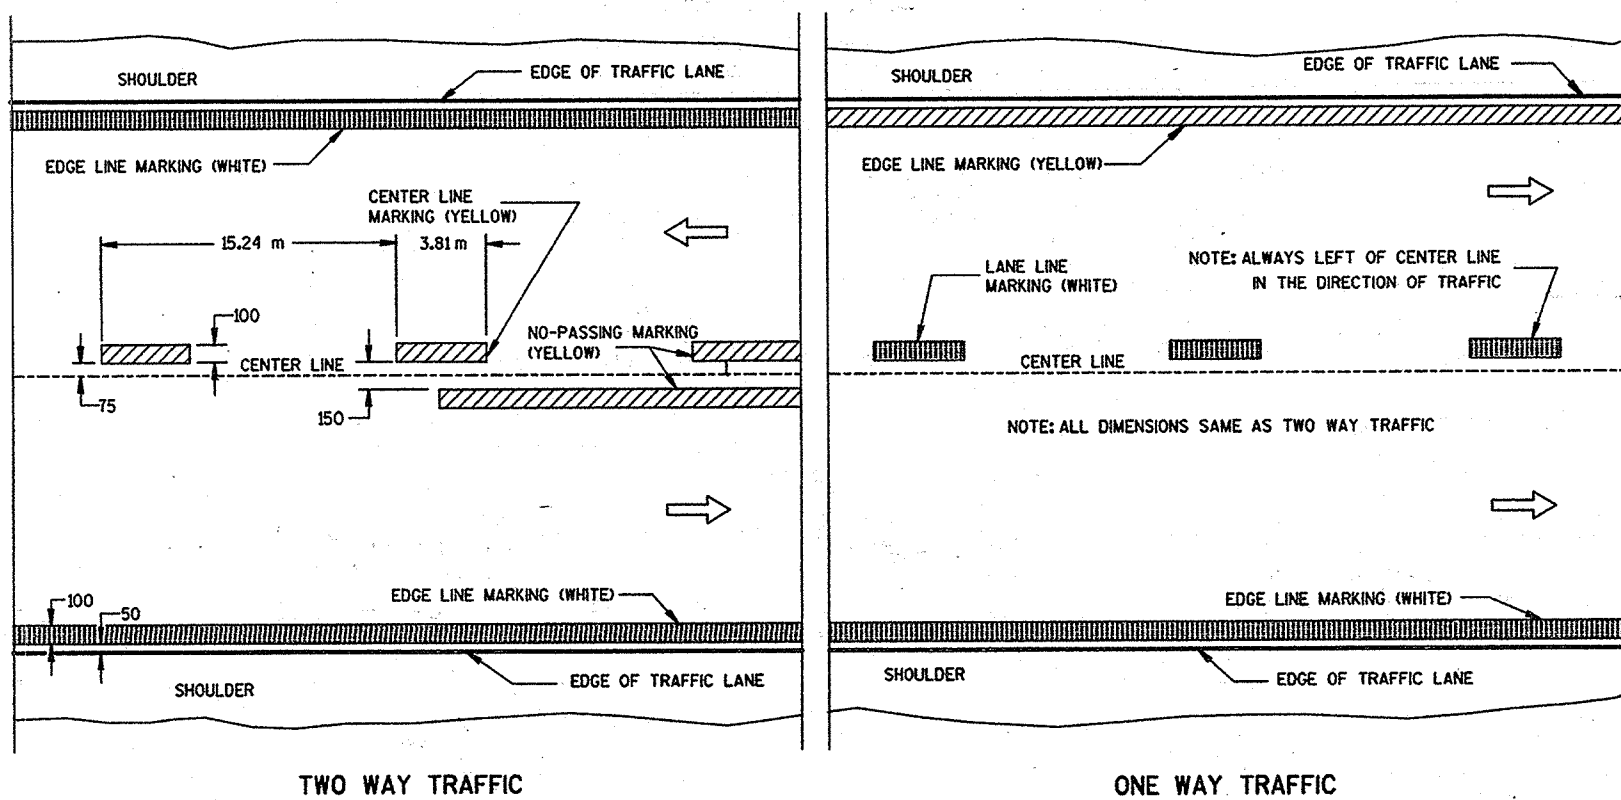 SHOULDER
EDGE OF TRAFFIC LANE
EDGE LINE MARKING (WHITE)
CENTER LINE
MARKING (YELLOW)
15.24 m
3.81 m
100
NO-PASSING MARKING
(YELLOW)
CENTER LINE
75
150
100
50
EDGE LINE MARKING (WHITE)
SHOULDER
EDGE OF TRAFFIC LANE
TWO WAY TRAFFIC
SHOULDER
EDGE OF TRAFFIC LANE
EDGE LINE MARKING (YELLOW)
LANE LINE
MARKING (WHITE)
NOTE: ALWAYS LEFT OF CENTER LINE
IN THE DIRECTION OF TRAFFIC
CENTER LINE
NOTE: ALL DIMENSIONS SAME AS TWO WAY TRAFFIC
EDGE LINE MARKING (WHITE)
SHOULDER
EDGE OF TRAFFIC LANE
ONE WAY TRAFFIC